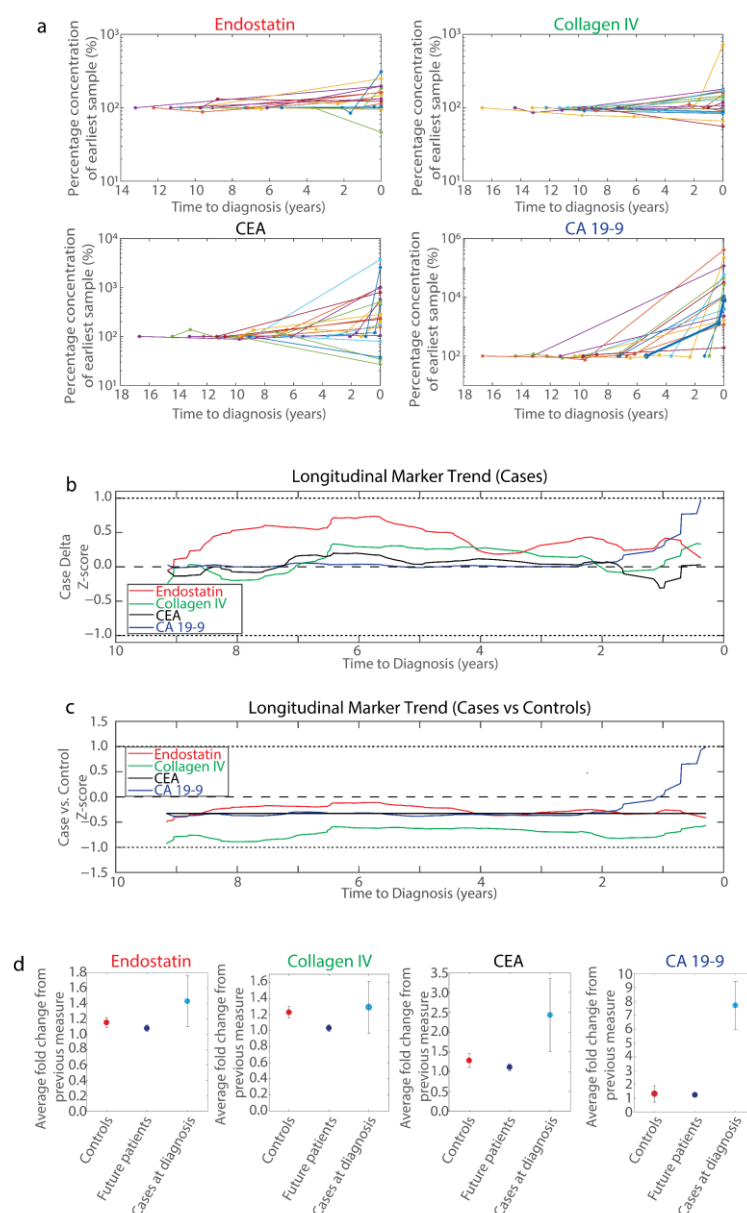 a
Endostatin
Collagen IV
Percentage concentration
of earliest sample (%)
10³
10²
10¹
14 12 10 8 6 4 2 0
Time to diagnosis (years)
Percentage concentration
of earliest sample (%)
10³
10²
10¹
18 16 14 12 10 8 6 4 2 0
Time to diagnosis (years)
CEA
CA 19-9
Percentage concentration
of earliest sample (%)
10⁴
10³
10²
10¹
18 16 14 12 10 8 6 4 2 0
Time to diagnosis (years)
Percentage concentration
of earliest sample (%)
10⁶
10⁴
10²
18 16 14 12 10 8 6 4 2 0
Time to diagnosis (years)
b
Longitudinal Marker Trend (Cases)
Case Delta
Z-score
1.0
0.5
0.0
−0.5
−1.0
Endostatin
Collagen IV
CEA
CA 19-9
10 8 6 4 2 0
Time to Diagnosis (years)
c
Longitudinal Marker Trend (Cases vs Controls)
Case vs. Control
Z-score
1.5
1.0
0.5
0.0
−0.5
−1.0
−1.5
Endostatin
Collagen IV
CEA
CA 19-9
10 8 6 4 2 0
Time to Diagnosis (years)
d
Endostatin
Average fold change from
previous measure
1.8
1.6
1.4
1.2
1.0
0.8
0.6
0.4
0.2
0.0
Controls
Future patients
Cases at diagnosis
Collagen IV
Average fold change from
previous measure
1.6
1.4
1.2
1.0
0.8
0.6
0.4
0.2
0.0
Controls
Future patients
Cases at diagnosis
CEA
Average fold change from
previous measure
3.5
3.0
2.5
2.0
1.5
1.0
0.5
0.0
Controls
Future patients
Cases at diagnosis
CA 19-9
Average fold change from
previous measure
10
9
8
7
6
5
4
3
2
1
0
Controls
Future patients
Cases at diagnosis